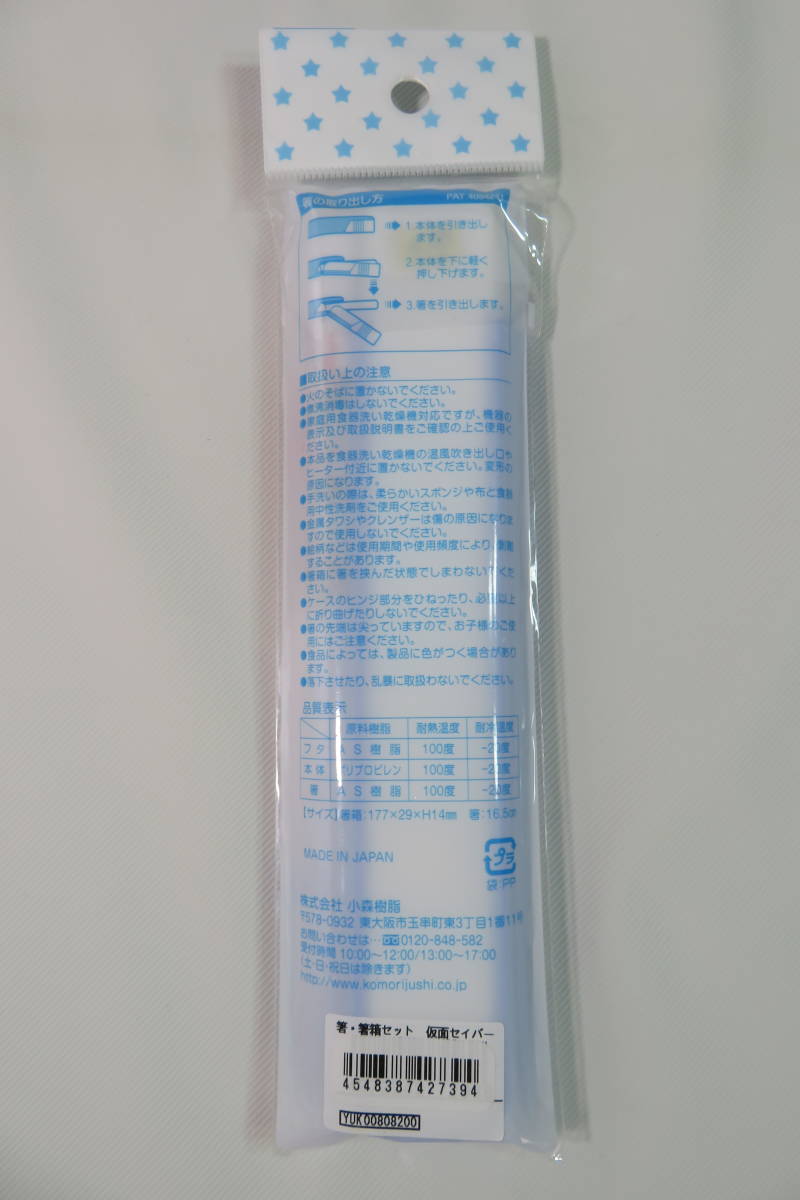 箸の取り出し方
1.本体を引き出し
ます。
2.本体を下に軽く
押し下げます。
3.箸を引き出します。
■取扱い上の注意
●火のそばに置かないでください。
●煮沸消毒はしないでください。
●家庭用食器洗い乾燥機対応ですが、機器の
表示及び取扱説明書をご確認の上ご使用く
ださい。
●本品を食器洗い乾燥機の温風吹き出し口や
ヒーター付近に置かないでください。変形の
原因になります。
●手洗いの際は、柔らかいスポンジや布と食器
用中性洗剤をご使用ください。
●金属タワシやクレンザーは傷の原因になりま
すので使用しないでください。
●絵柄などは使用期間や使用頻度により、剥離
することがあります。
●箸箱に箸を挟んだ状態でしまわないでくだ
さい。
●ケースのヒンジ部分をひねったり、必要以上
に折り曲げたりしないでください。
●箸の先端は尖っていますので、お子様のご使
用にはご注意ください。
●食品によっては、製品に色がつく場合があり
ます。
●落下させたり、乱暴に取扱わないでください。
品質表示
原料樹脂 耐熱温度 耐冷温度
フタ AS樹脂 100度 -20度
本体 ポリプロピレン 100度 -20度
箸 AS樹脂 100度 -20度
【サイズ】箸箱:177×29×H14mm 箸:16.5cm
MADE IN JAPAN
プラ
袋:PP
株式会社 小森樹脂
〒578-0932 東大阪市玉串町東3丁目1番11号
お問い合わせは…0120-848-582
受付時間 10:00～12:00/13:00～17:00
(土・日・祝日は除きます)
http://www.komorijushi.co.jp
箸・箸箱セット 仮面セイバー
4548387427394
YUK00808200